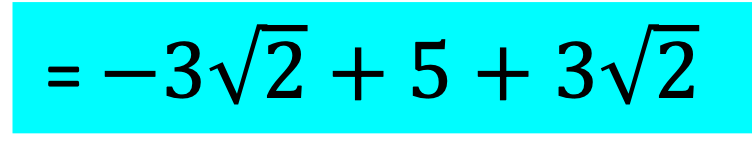 = −3√2 + 5 + 3√2